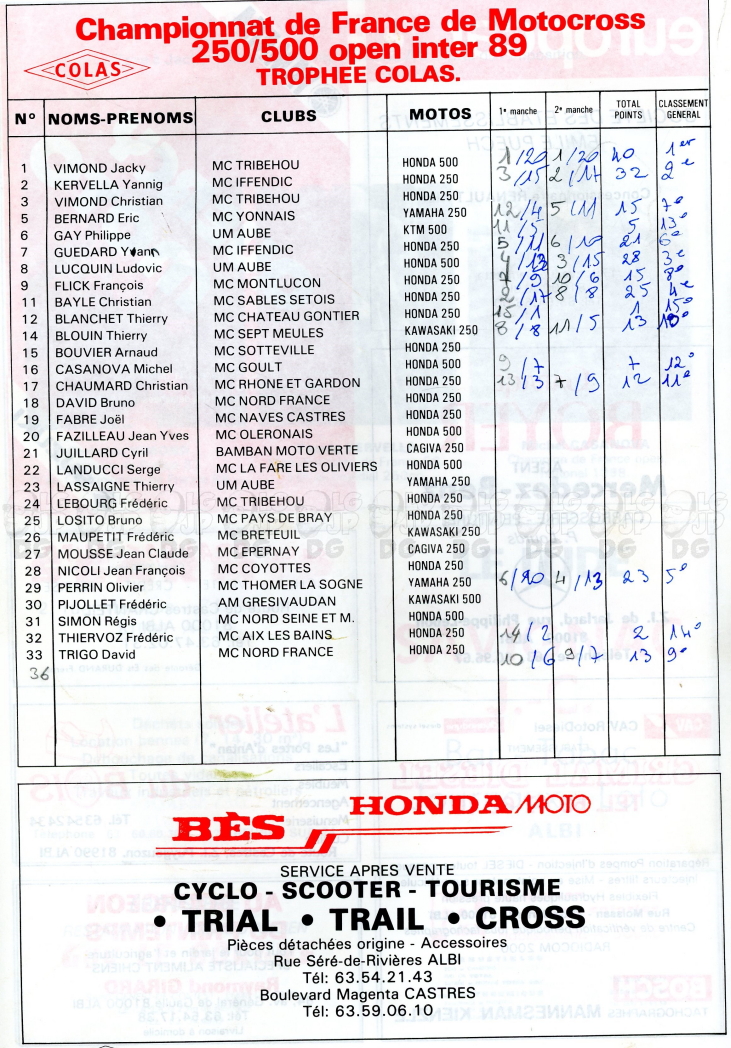 Championnat de France de Motocross
250/500 open inter 89
TROPHEE COLAS.
COLAS
N° NOMS-PRENOMS CLUBS MOTOS 1e manche 2e manche TOTAL POINTS CLASSEMENT GENERAL
1 VIMOND Jacky MC TRIBEHOU HONDA 500 1/20 1/20 40 1er
2 KERVELLA Yannig MC IFFENDIC HONDA 250 3/15 2/17 32 2e
3 VIMOND Christian MC TRIBEHOU HONDA 250
5 BERNARD Eric MC YONNAIS YAMAHA 250 12/4 5/11 15 7e
6 GAY Philippe UM AUBE KTM 500 11/5 5 13e
7 GUEDARD Yvann MC IFFENDIC HONDA 250 5/11 6/10 21 6e
8 LUCQUIN Ludovic UM AUBE HONDA 250 4/13 3/15 28 3e
9 FLICK François MC MONTLUCON HONDA 250 7/9 10/6 15 8e
11 BAYLE Christian MC SABLES SETOIS HONDA 250 2/17 8/8 25 4e
12 BLANCHET Thierry MC CHATEAU GONTIER HONDA 250 15/1 1 15e
14 BLOUIN Thierry MC SEPT MEULES KAWASAKI 250 8/8 11/5 13 10e
15 BOUVIER Arnaud MC SOTTEVILLE HONDA 250
16 CASANOVA Michel MC GOULT HONDA 500 9/7 7 12e
17 CHAUMARD Christian MC RHONE ET GARDON HONDA 250 13/3 7/9 12 11e
18 DAVID Bruno MC NORD FRANCE HONDA 250
19 FABRE Joël MC NAVES CASTRES HONDA 250
20 FAZILLEAU Jean Yves MC OLERONAIS HONDA 250
21 JUILLARD Cyril BAMBAN MOTO VERTE CAGIVA 250
22 LANDUCCI Serge MC LA FARE LES OLIVIERS HONDA 500
23 LASSAIGNE Thierry UM AUBE YAMAHA 250
24 LEBOURG Frédéric MC TRIBEHOU HONDA 250
25 LOSITO Bruno MC PAYS DE BRAY HONDA 250
26 MAUPETIT Frédéric MC BRETEUIL KAWASAKI 250
27 MOUSSE Jean Claude MC EPERNAY CAGIVA 250
28 NICOLI Jean François MC COYOTTES HONDA 250
29 PERRIN Olivier MC THOMER LA SOGNE YAMAHA 250 6/10 4/13 23 5e
30 PIJOLLET Frédéric AM GRESIVAUDAN KAWASAKI 500
31 SIMON Régis MC NORD SEINE ET M. HONDA 500
32 THIERVOZ Frédéric MC AIX LES BAINS HONDA 250 14/2 2 14e
33 TRIGO David MC NORD FRANCE HONDA 250 10/6 9/7 13 9e
36
BÈS HONDA MOTO
SERVICE APRES VENTE
CYCLO - SCOOTER - TOURISME
• TRIAL • TRAIL • CROSS
Pièces détachées origine - Accessoires
Rue Séré-de-Rivières ALBI
Tél: 63.54.21.43
Boulevard Magenta CASTRES
Tél: 63.59.06.10